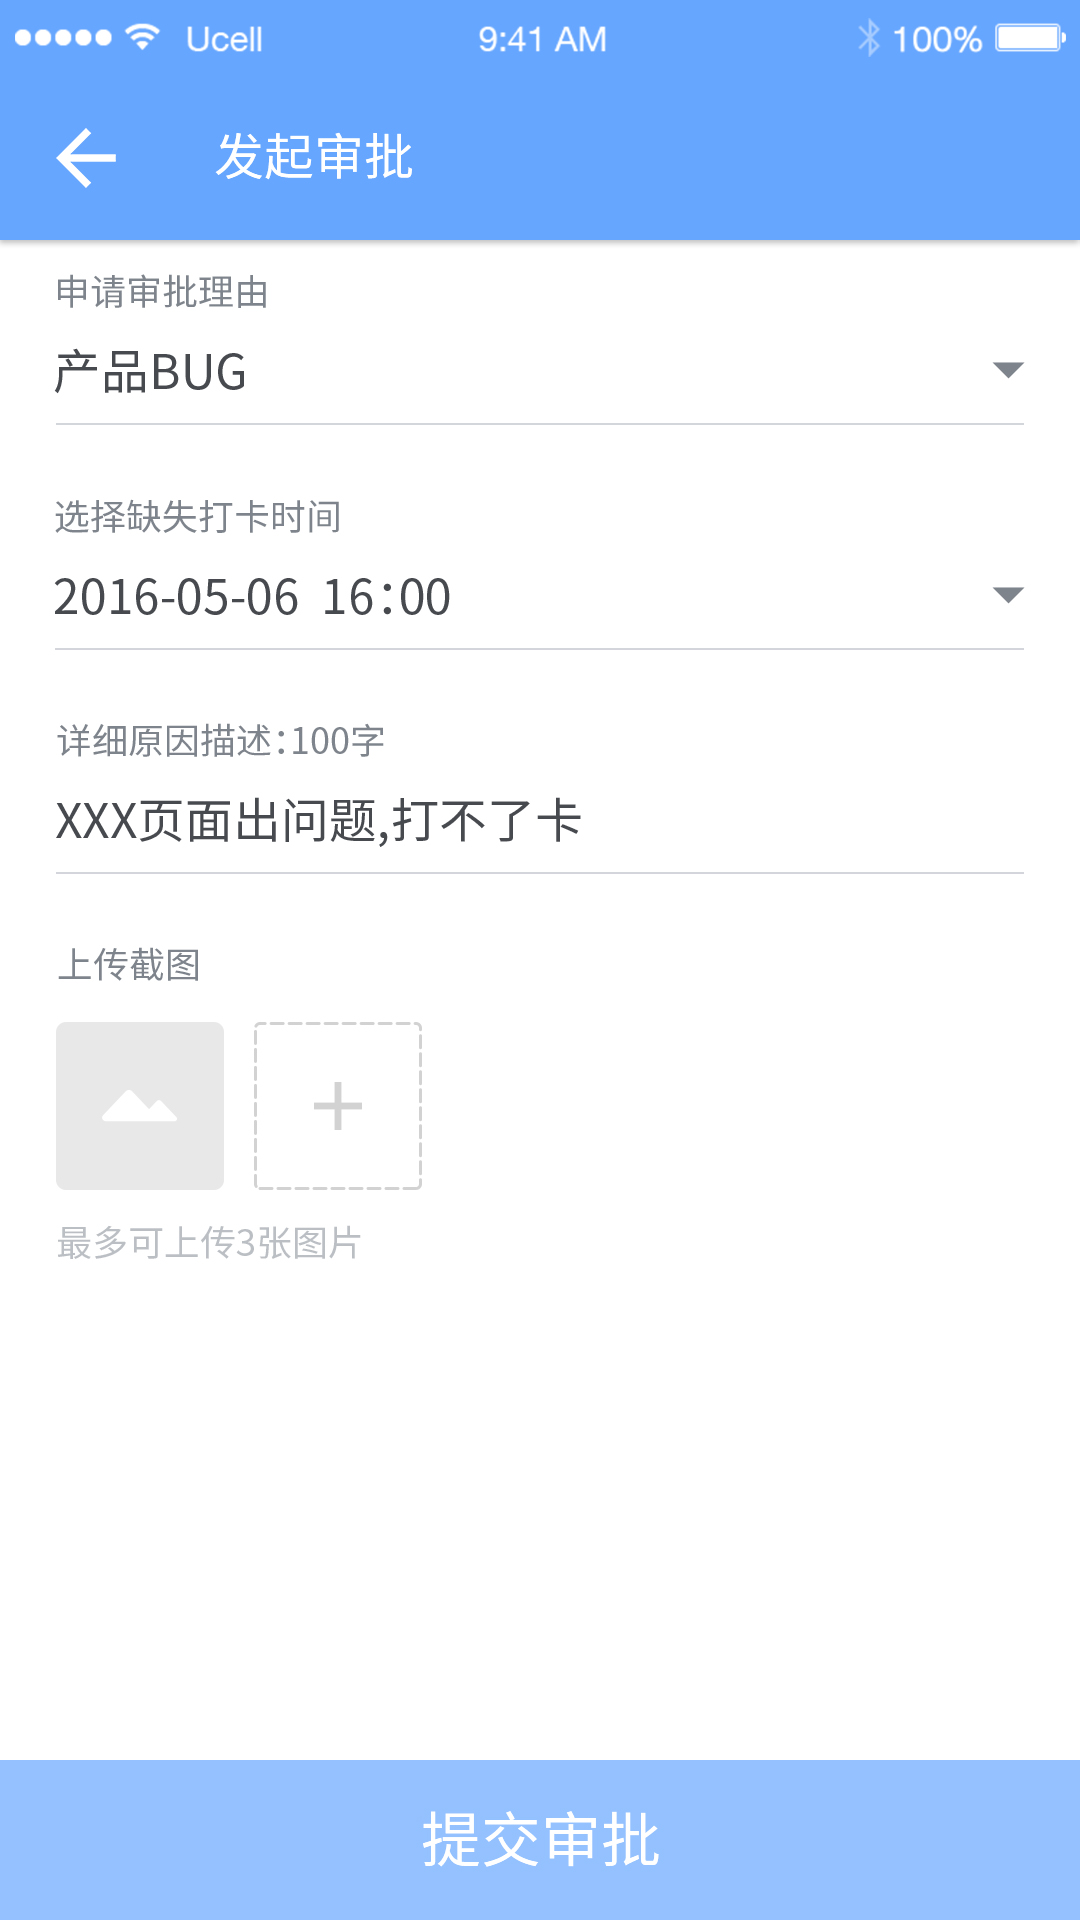 Ucell 9:41 AM 100%
发起审批
申请审批理由
产品BUG
选择缺失打卡时间
2016-05-06 16:00
详细原因描述:100字
XXX页面出问题,打不了卡
上传截图
最多可上传3张图片
提交审批